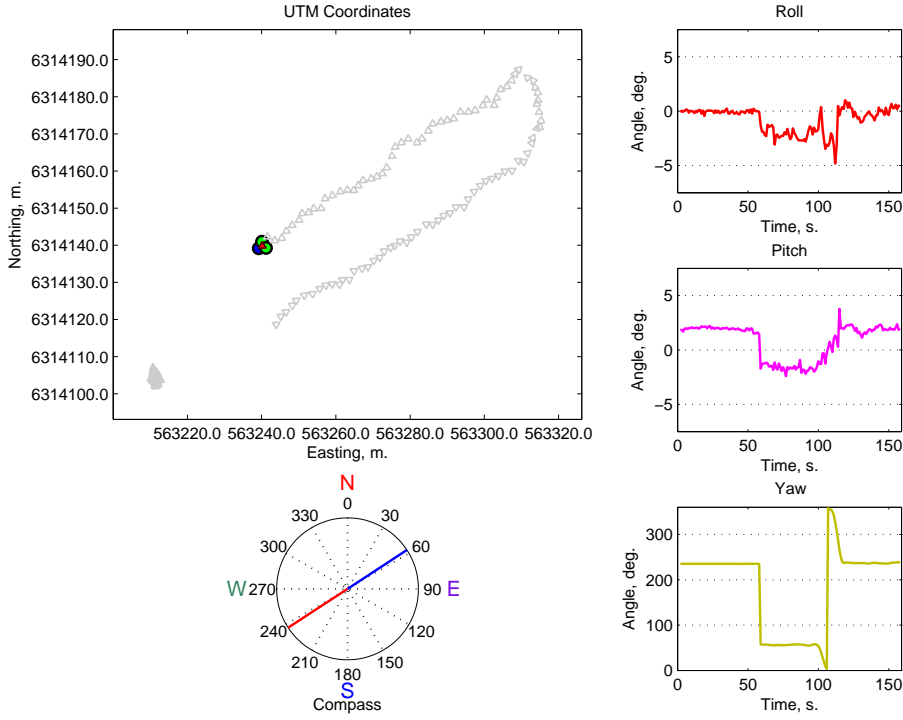 UTM Coordinates
6314190.0
6314180.0
6314170.0
6314160.0
6314150.0
6314140.0
6314130.0
6314120.0
6314110.0
6314100.0
Northing, m.
563220.0 563240.0 563260.0 563280.0 563300.0 563320.0
Easting, m.
Roll
5
0
−5
Angle, deg.
0 50 100 150
Time, s.
Pitch
5
0
−5
Angle, deg.
0 50 100 150
Time, s.
Yaw
300
200
100
0
Angle, deg.
0 50 100 150
Time, s.
N
0
330 30
300 60
W 270 90 E
240 120
210 150
180
S
Compass